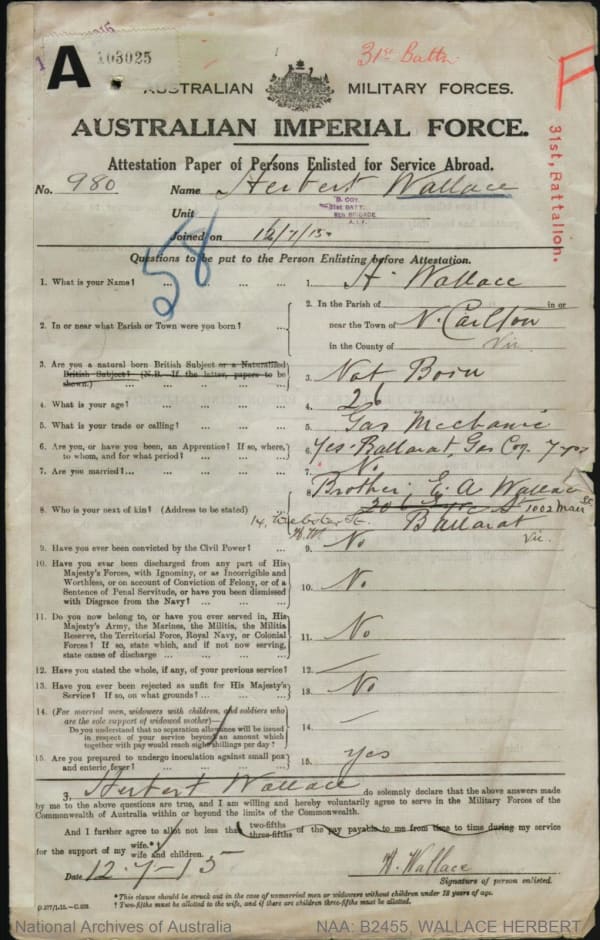 A 103025
31st Battn
AUSTRALIAN MILITARY FORCES.
AUSTRALIAN IMPERIAL FORCE.
31st, Battalion.
Attestation Paper of Persons Enlisted for Service Abroad.
No. 980 Name Herbert Wallace
Unit D. COY. 31ST BATT. 8TH BRIGADE A.I.F.
Joined on 12/7/15
58
Questions to be put to the Person Enlisting before Attestation.
1. What is your Name? ... ... ... ... 1. H. Wallace
2. In or near what Parish or Town were you born? ... 2. In the Parish of in or
near the Town of N. Carlton
in the County of Vic.
3. Are you a natural born British Subject or a Naturalized
British Subject? (N.B.—If the latter, papers to be
shown.) ... ... ... ... 3. Nat Born
4. What is your age? ... ... ... ... 4. 26
5. What is your trade or calling? ... ... ... 5. Gas Mechanic
6. Are you, or have you been, an Apprentice? If so, where,
to whom, and for what period? ... ... ... 6. Yes. Ballarat, Gas Coy. 7 yrs
7. Are you married? ... ... ... ... 7. No
8. Who is your next of kin? (Address to be stated) ... 8. Brother: E. A. Wallace
1002 Mair St
14, Webster St. Ballarat
Vic.
9. Have you ever been convicted by the Civil Power? ... 9. No
10. Have you ever been discharged from any part of His
Majesty's Forces, with Ignominy, or as Incorrigible and
Worthless, or on account of Conviction of Felony, or of a
Sentence of Penal Servitude, or have you been dismissed
with Disgrace from the Navy? ... ... ... 10. No
11. Do you now belong to, or have you ever served in, His
Majesty's Army, the Marines, the Militia, the Militia
Reserve, the Territorial Force, Royal Navy, or Colonial
Forces? If so, state which, and if not now serving,
state cause of discharge ... ... ... 11. No
12. Have you stated the whole, if any, of your previous service? 12. /
13. Have you ever been rejected as unfit for His Majesty's
Service? If so, on what grounds? ... ... 13. No
14. (For married men, widowers with children, and soldiers who
are the sole support of widowed mother)—
Do you understand that no separation allowance will be issued
in respect of your service beyond an amount which
together with pay would reach eight shillings per day? ... 14. —
15. Are you prepared to undergo inoculation against small pox
and enteric fever? ... ... ... ... 15. yes
I, Herbert Wallace do solemnly declare that the above answers made
by me to the above questions are true, and I am willing and hereby voluntarily agree to serve in the Military Forces of the
Commonwealth of Australia within or beyond the limits of the Commonwealth.
And I further agree to allot not less than two-fifths three-fifths of the pay payable to me from time to time during my service
for the support of my wife.*† wife and children.
Date 12-7-15 H. Wallace
Signature of person enlisted.
* This clause should be struck out in the case of unmarried men or widowers without children under 18 years of age.
† Two-fifths must be allotted to the wife, and if there are children three-fifths must be allotted.
National Archives of Australia NAA: B2455, WALLACE HERBERT